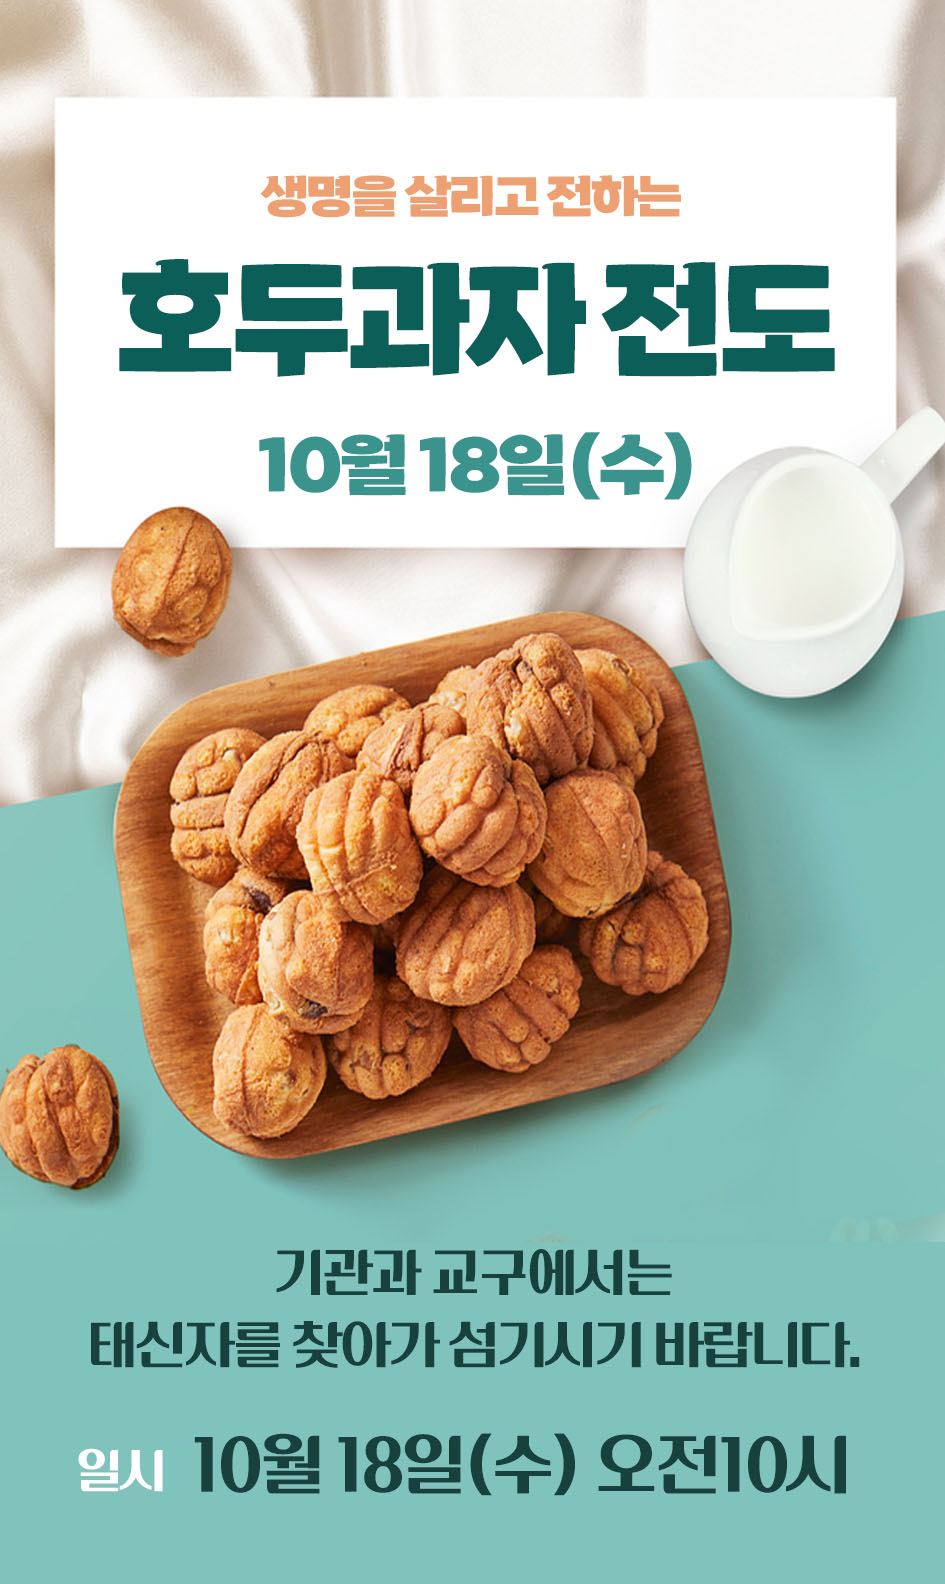 생명을 살리고 전하는
호두과자 전도
10월 18일(수)
기관과 교구에서는
태신자를 찾아가 섬기시기 바랍니다.
일시 10월 18일(수) 오전10시